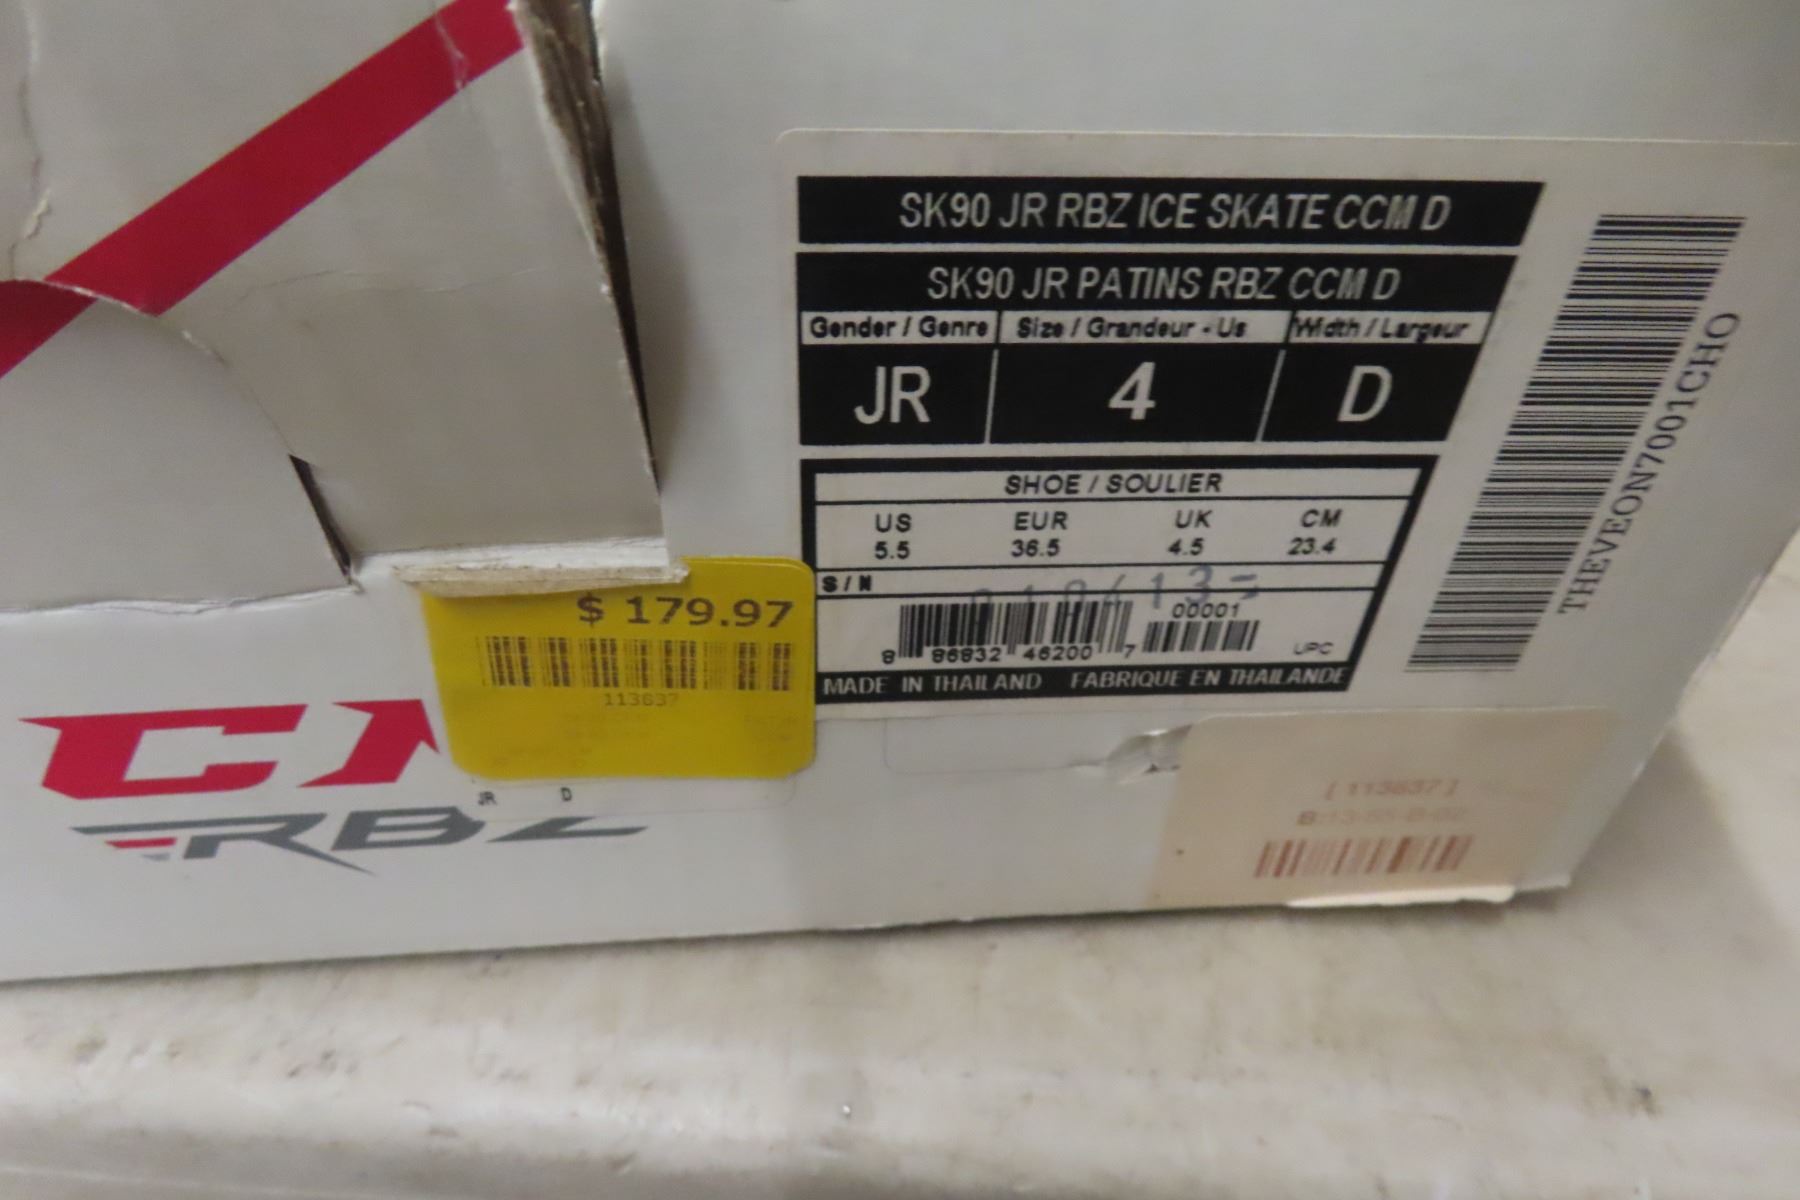 SK90 JR RBZ ICE SKATE CCM D
SK90 JR PATINS RBZ CCM D
Gender / Genre Size / Grandeur - Us Width / Largeur
JR 4 D
SHOE / SOULIER
US EUR UK CM
5.5 36.5 4.5 23.4
S / N
00001
8 86832 46200 7
UPC
MADE IN THAILAND FABRIQUE EN THAILANDE
THEVEON7001CHO
$ 179.97
113637
JR D
RBZ
[ 113637 ]